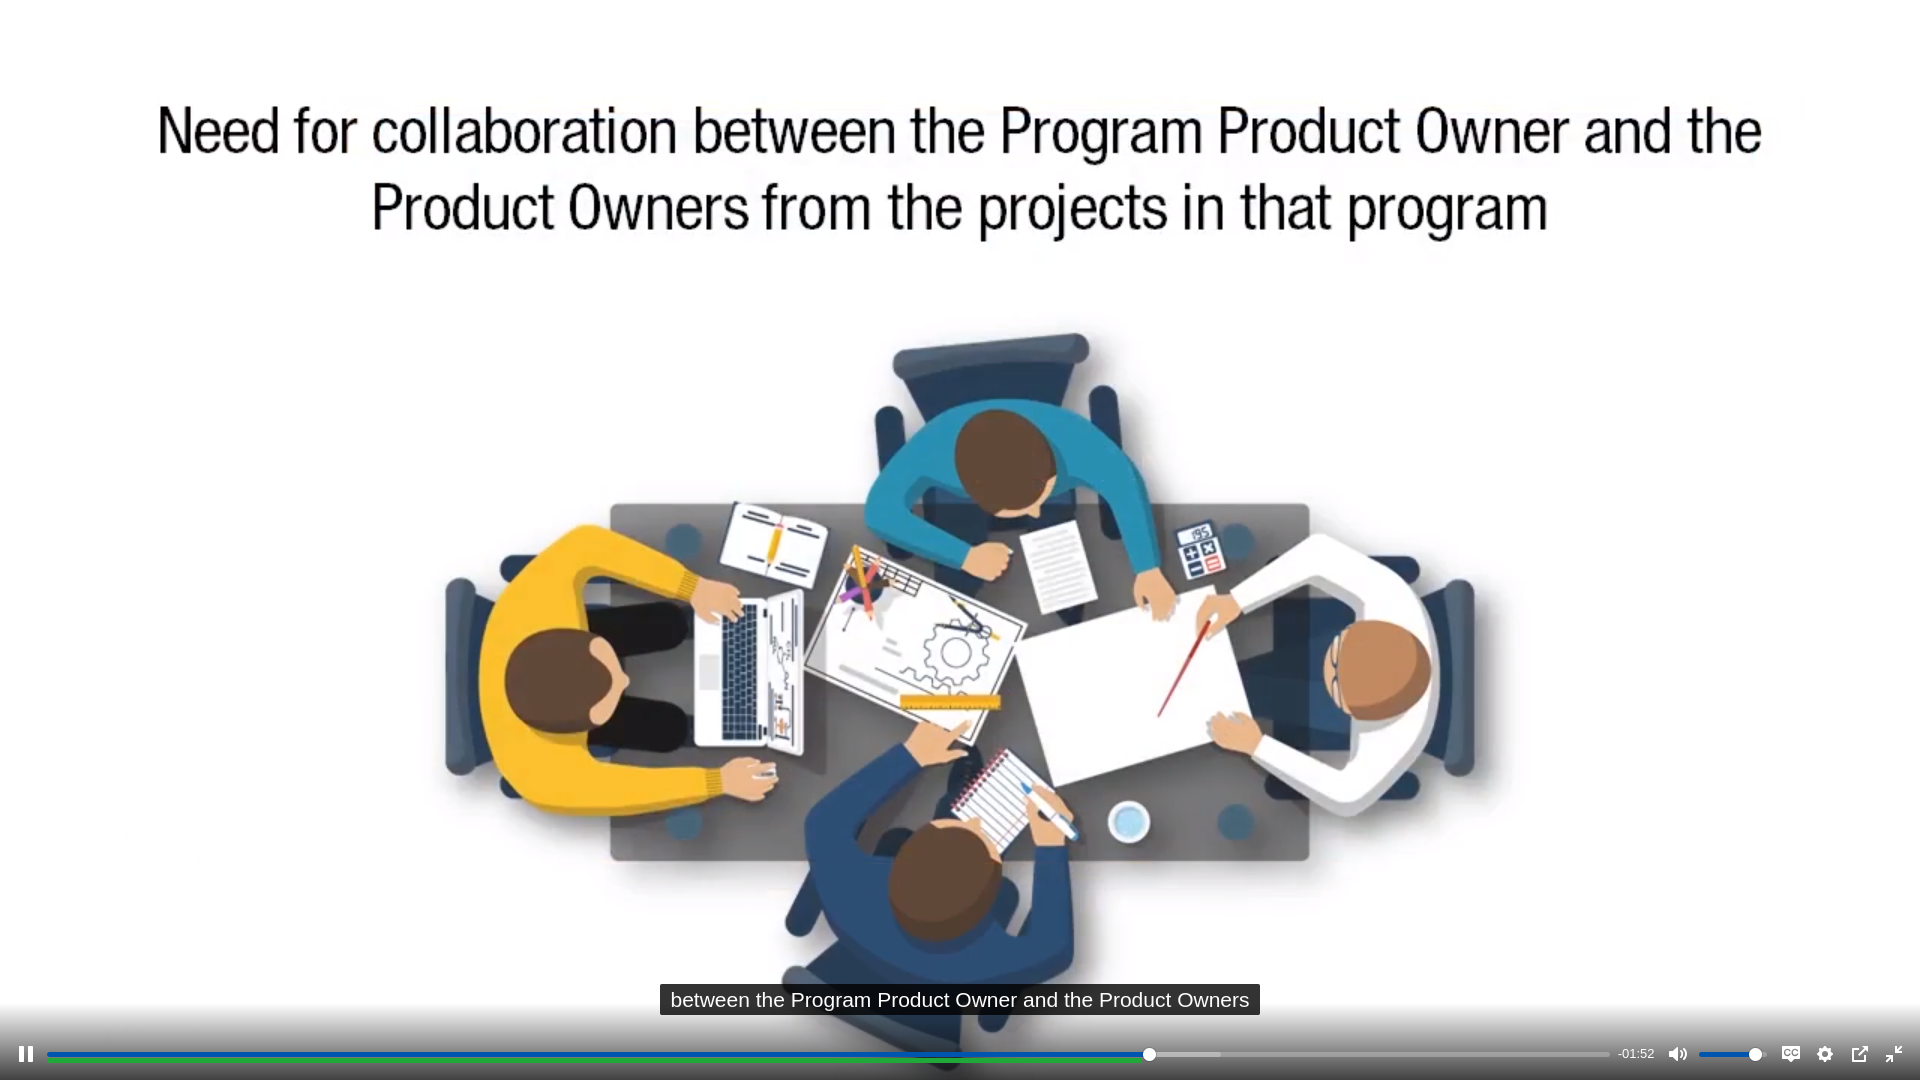 Need for collaboration between the Program Product Owner and the
Product Owners from the projects in that program
195
between the Program Product Owner and the Product Owners
-01:52
CC